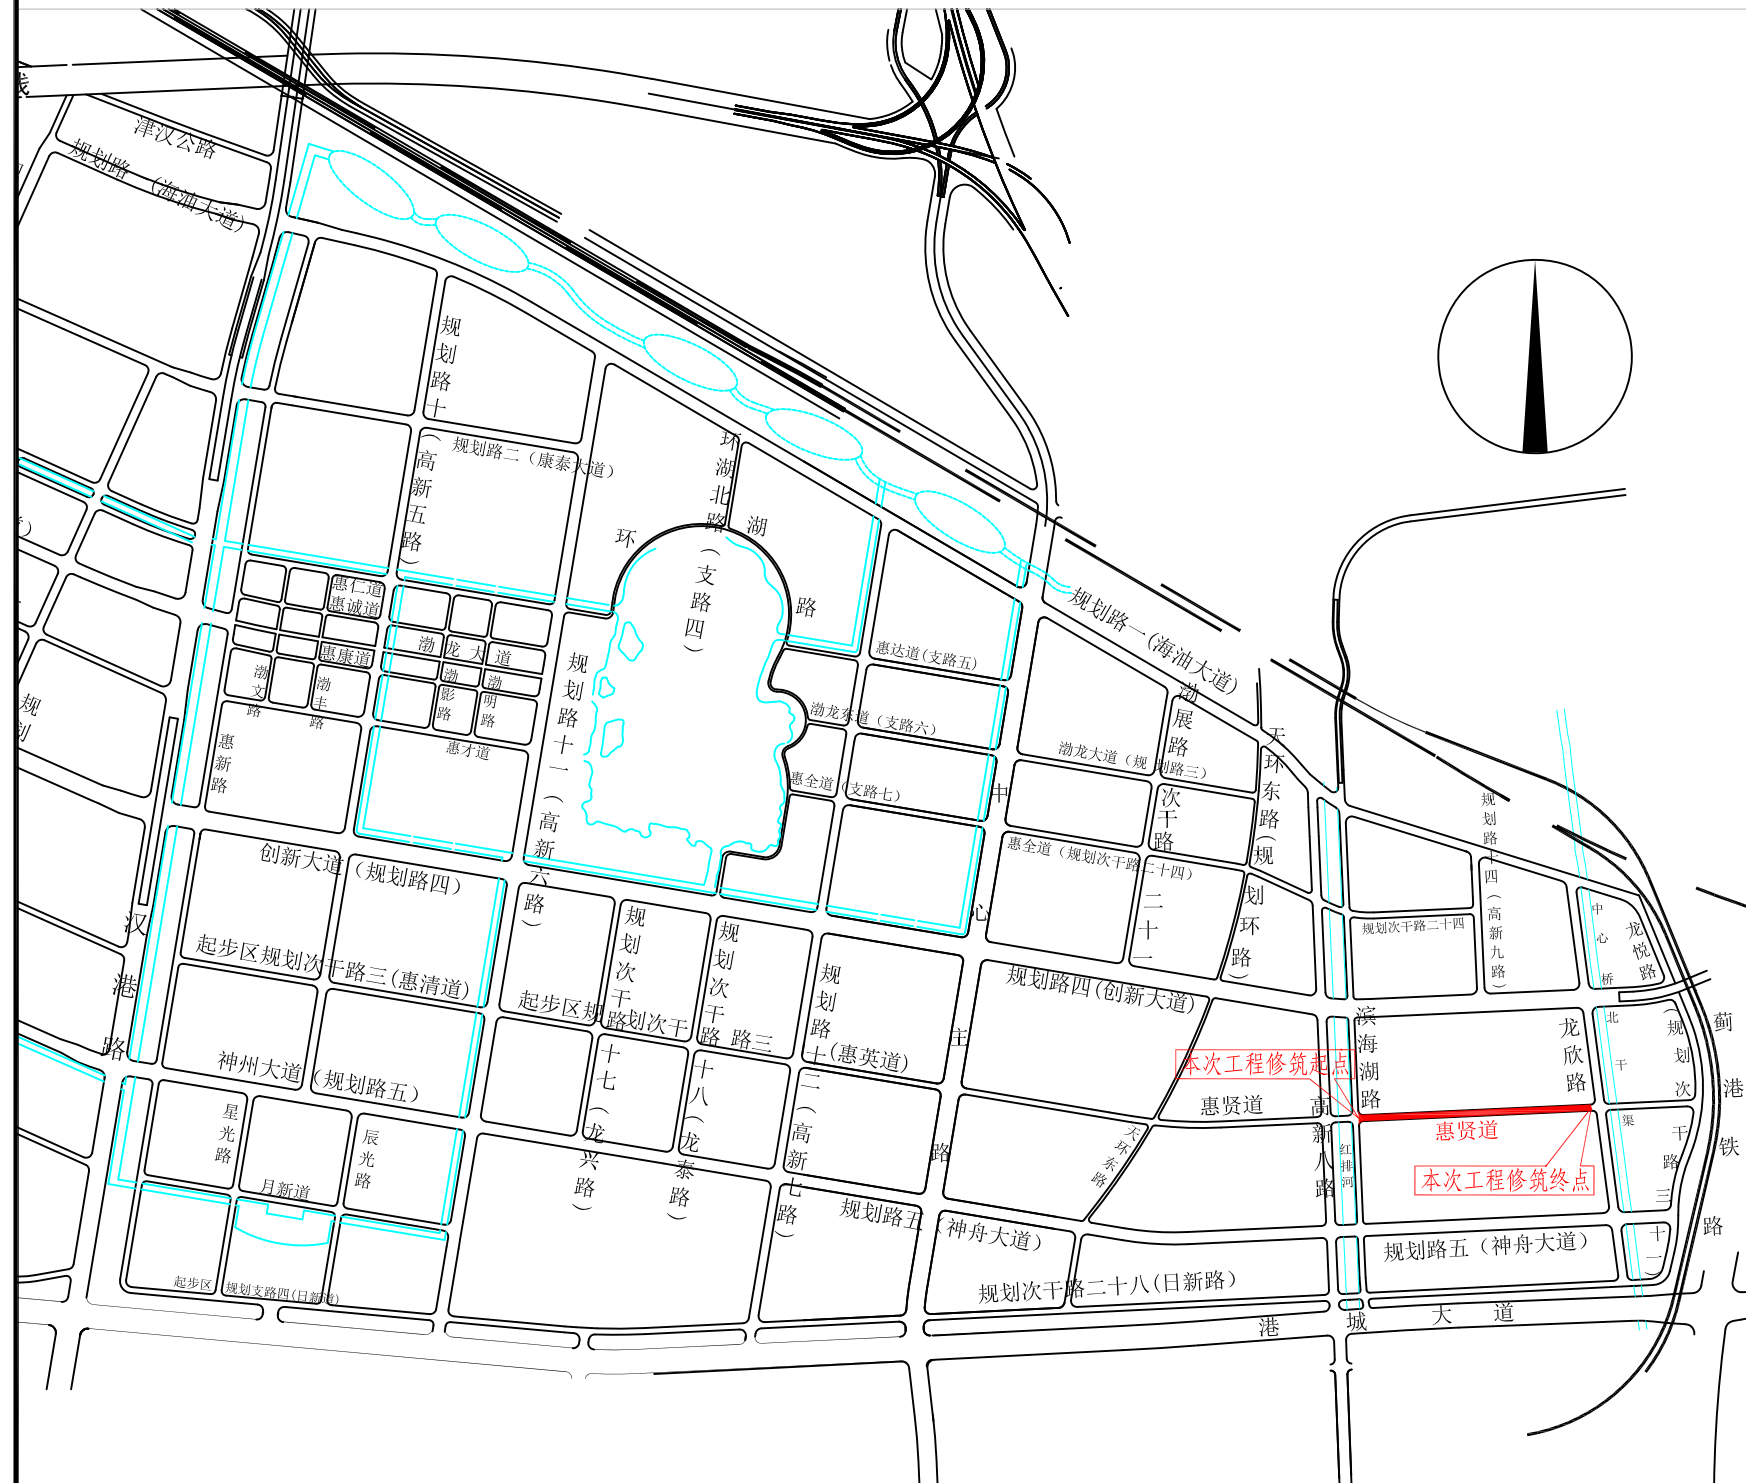 线
津汉公路
规划路 (海油大道)
规划路十(高新五路)
规划路二(康泰大道)
环湖北路(支路四)
环湖路
惠仁道
惠诚道
惠康道
渤龙大道
渤文路
渤丰路
渤影路
渤明路
惠才道
惠新路
规划
规划路十一(高新六路)
惠达道(支路五)
渤龙东道(支路六)
惠全道(支路七)
规划路一(海油大道)
渤展路
次干路二十一
渤龙大道(规划路三)
惠全道(规划次干路二十四)
天环东路(规划环路)
规划路十四(高新九路)
规划次干路二十四
中心桥北干渠
龙悦路
(规划次干路三十一)
蓟港铁路
中心主路
创新大道(规划路四)
汉港路
起步区规划次干路三(惠清道)
起步区规划次干路三(惠英道)
规划次干路十七(龙兴路)
规划次干路十八(龙泰路)
规划路十二(高新七路)
规划路四(创新大道)
神州大道(规划路五)
星光路
辰光路
月新道
起步区规划支路四(日新道)
滨海湖路
龙欣路
本次工程修筑起点
惠贤道
高新八路
惠贤道
红排河
本次工程修筑终点
天环东路
规划路五(神舟大道)
规划路五(神舟大道)
规划次干路二十八(日新路)
港城大道